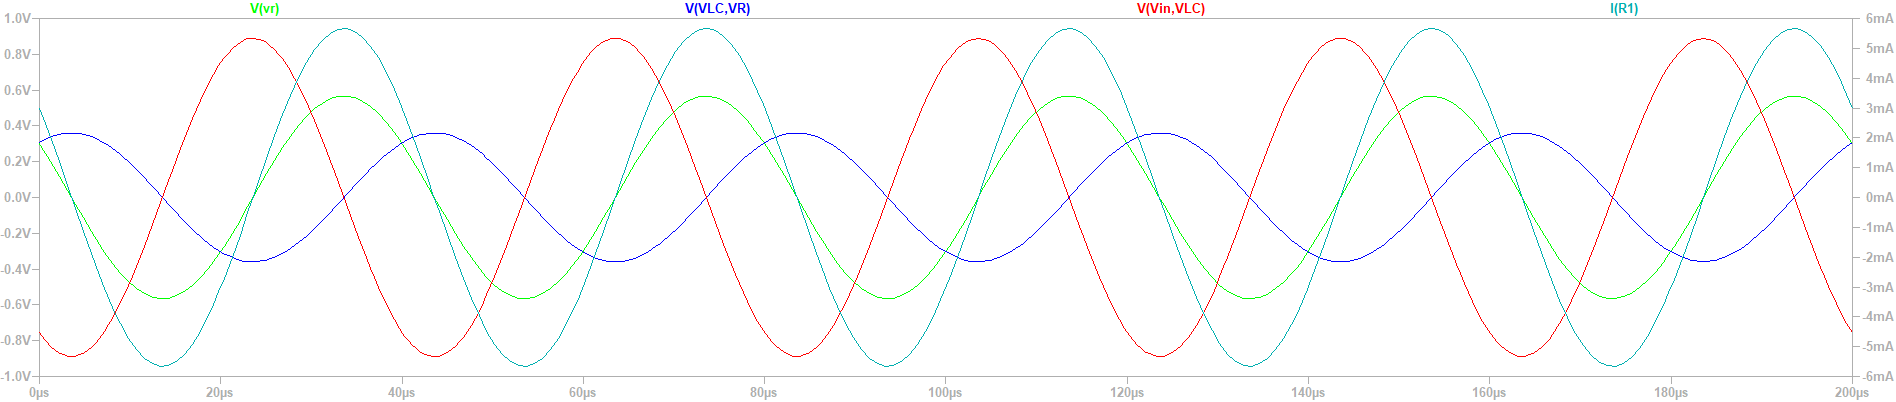 V(vr) V(VLC,VR) V(Vin,VLC) I(R1)
1.0V 6mA
0.8V 5mA
0.6V 4mA
0.4V 3mA
0.2V 2mA
0.0V 1mA
-0.2V 0mA
-0.4V -1mA
-0.6V -2mA
-0.8V -3mA
-1.0V -4mA
-5mA
-6mA
0µs 20µs 40µs 60µs 80µs 100µs 120µs 140µs 160µs 180µs 200µs